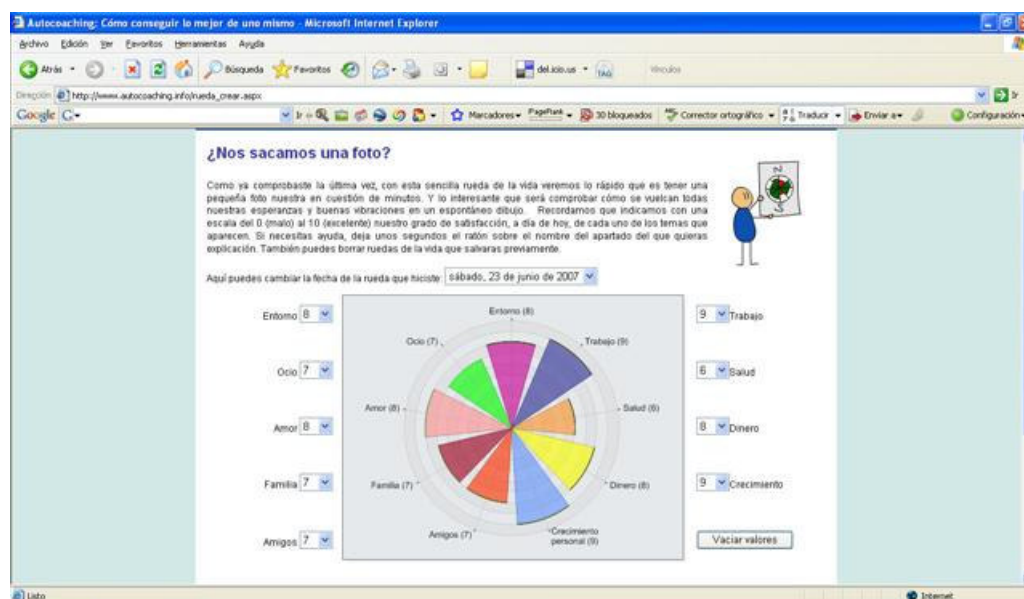 Autocoaching: Cómo conseguir lo mejor de uno mismo - Microsoft Internet Explorer
Archivo Edición Ver Favoritos Herramientas Ayuda
Atrás Búsqueda Favoritos del.icio.us TAG Vínculos
Dirección http://www.autocoaching.info/rueda_crear.aspx Ir
Google G Ir Marcadores PageRank 30 bloqueados Corrector ortográfico Traducir Enviar a Configuración
¿Nos sacamos una foto?
Como ya comprobaste la última vez, con esta sencilla rueda de la vida veremos lo rápido que es tener una
pequeña foto nuestra en cuestión de minutos. Y lo interesante que será comprobar cómo se vuelcan todas
nuestras esperanzas y buenas vibraciones en un espontáneo dibujo. Recordamos que indicamos con una
escala del 0 (malo) al 10 (excelente) nuestro grado de satisfacción, a día de hoy, de cada uno de los temas que
aparecen. Si necesitas ayuda, deja unos segundos el ratón sobre el nombre del apartado del que quieras
explicación. También puedes borrar ruedas de la vida que salvaras previamente.
Aquí puedes cambiar la fecha de la rueda que hiciste: sábado, 23 de junio de 2007
Entorno 8
Ocio 7
Amor 8
Familia 7
Amigos 7
Entorno (8)
Trabajo (9)
Salud (6)
Dinero (8)
Crecimiento
personal (9)
Amigos (7)
Familia (7)
Amor (8)
Ocio (7)
9 Trabajo
6 Salud
8 Dinero
9 Crecimiento
Vaciar valores
Listo Internet